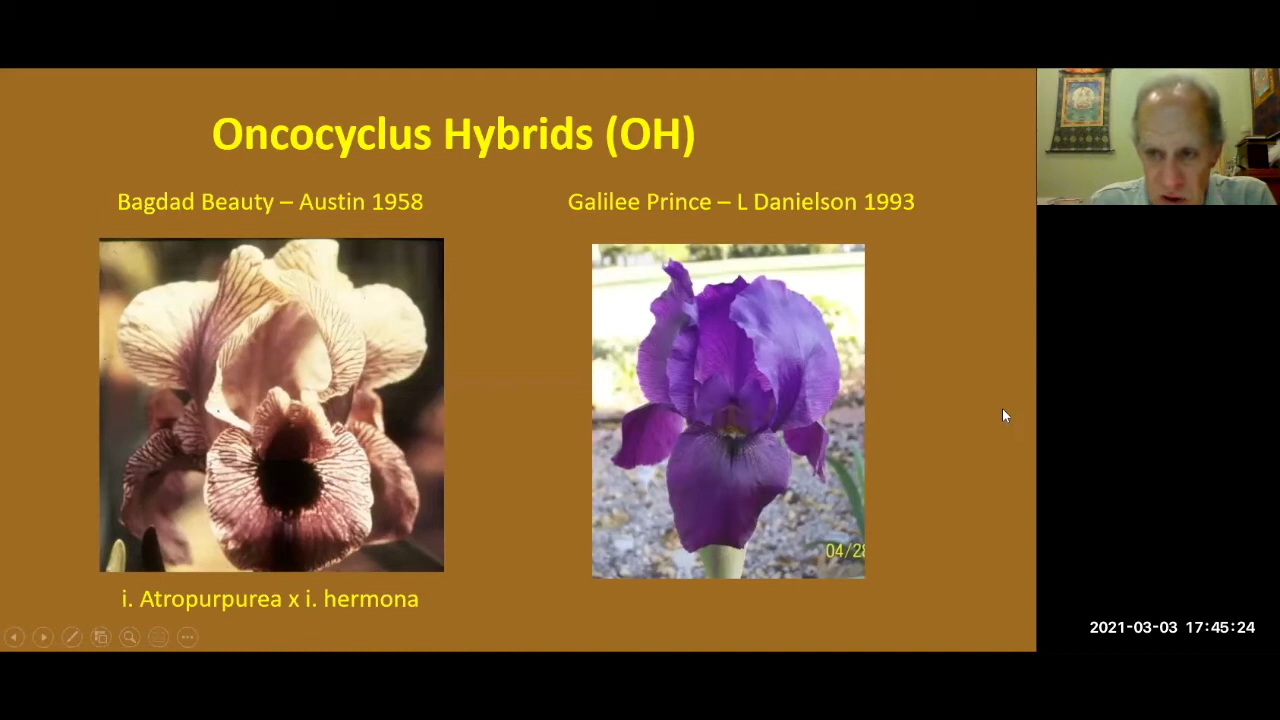 Oncocyclus Hybrids (OH)
Bagdad Beauty – Austin 1958
Galilee Prince – L Danielson 1993
04/28
i. Atropurpurea x i. hermona
2021-03-03 17:45:24